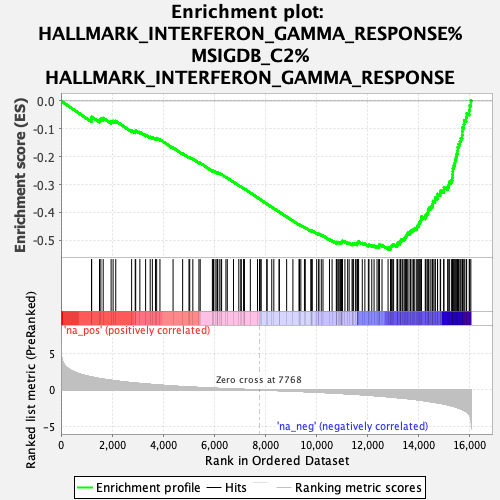 Enrichment plot:
HALLMARK_INTERFERON_GAMMA_RESPONSE%
MSIGDB_C2%
HALLMARK_INTERFERON_GAMMA_RESPONSE
Enrichment score (ES)
0.0
-0.1
-0.2
-0.3
-0.4
-0.5
'na_pos' (positively correlated)
Ranked list metric (PreRanked)
5
0
-5
Zero cross at 7768
'na_neg' (negatively correlated)
0
2,000
4,000
6,000
8,000
10,000
12,000
14,000
16,000
Rank in Ordered Dataset
Enrichment profile
Hits
Ranking metric scores